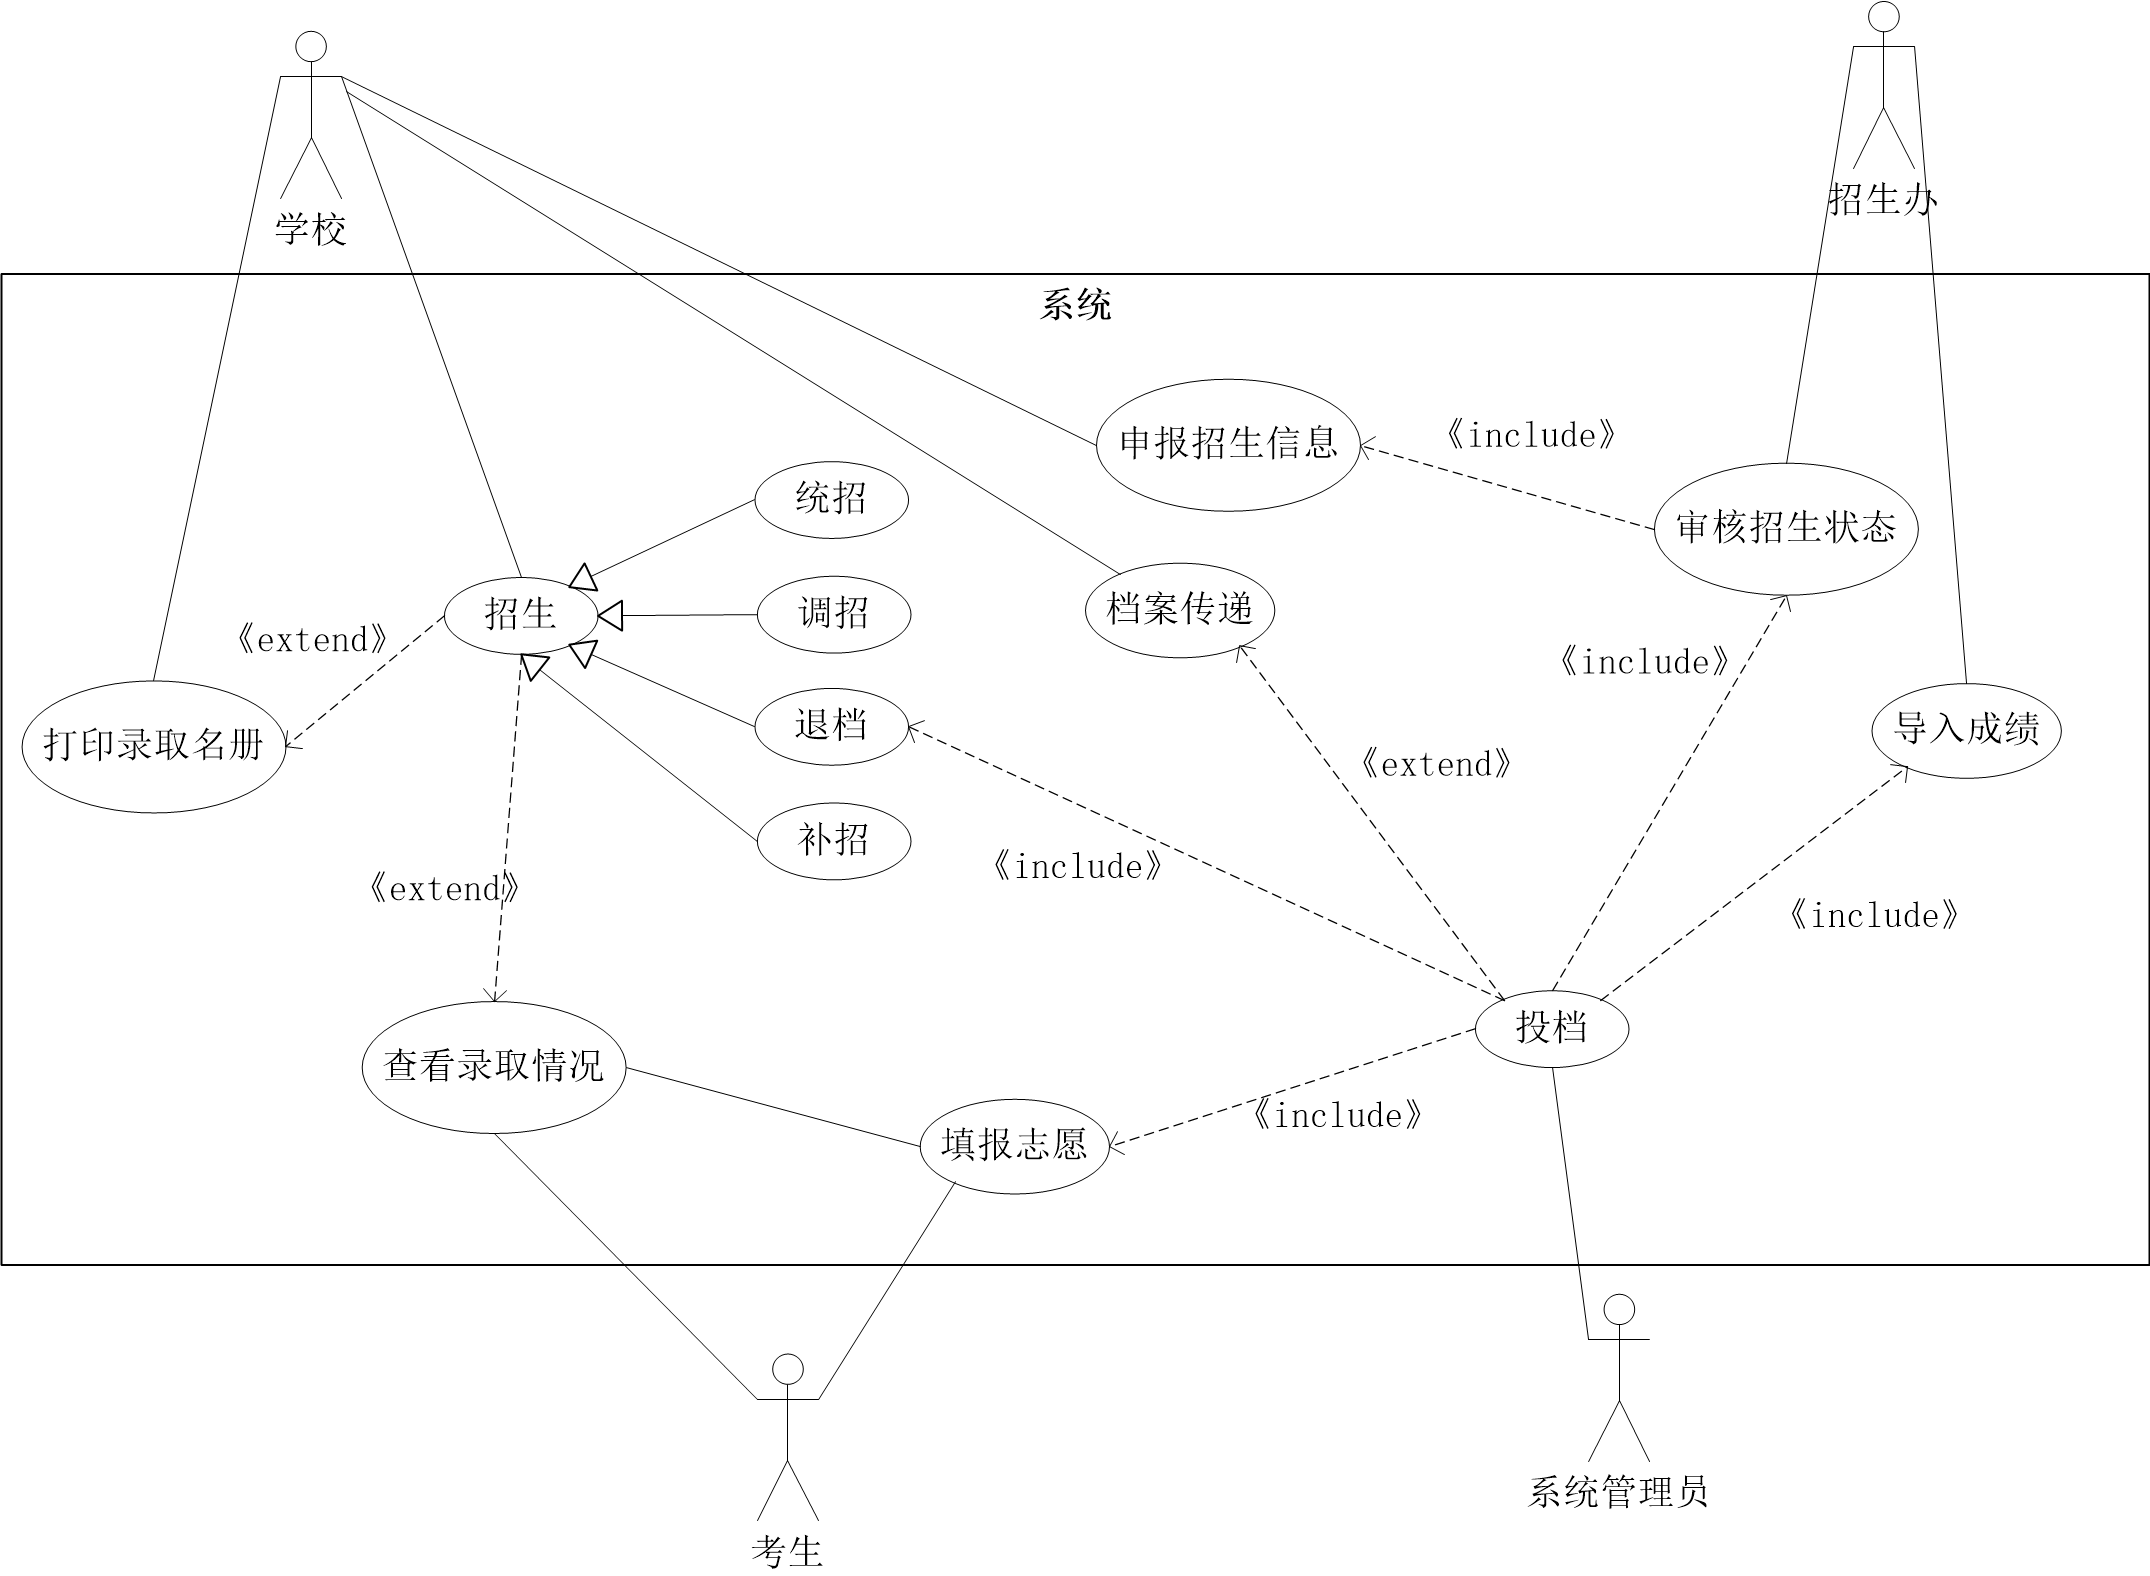 招生办
学校
系统
申报招生信息
《include》
统招
审核招生状态
招生
调招
档案传递
《extend》
《include》
打印录取名册
退档
导入成绩
《extend》
补招
《include》
《extend》
《include》
投档
查看录取情况
《include》
填报志愿
系统管理员
考生